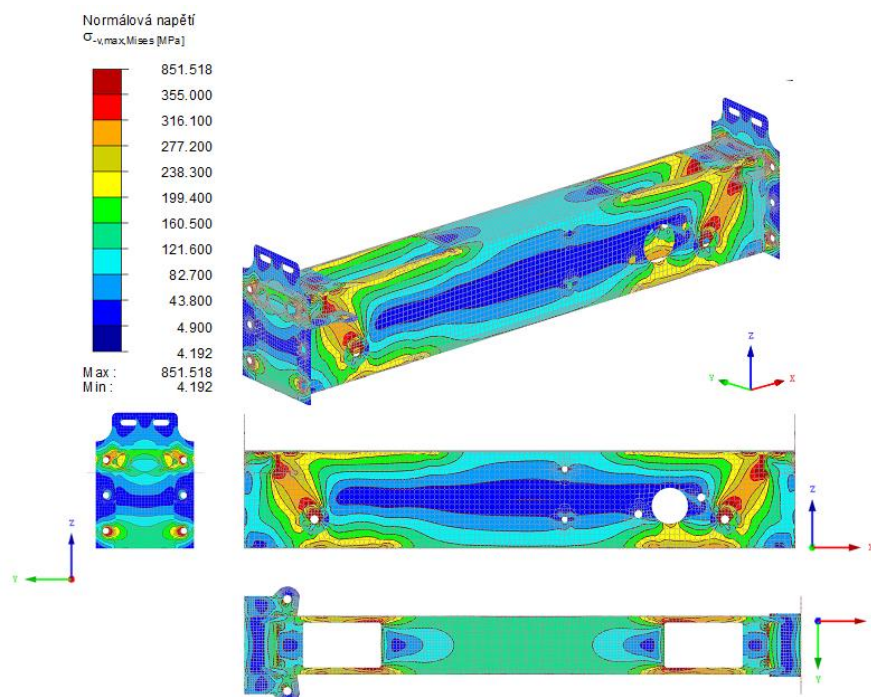 Normálová napětí
σ-v,max,Mises [MPa]
851.518
355.000
316.100
277.200
238.300
199.400
160.500
121.600
82.700
43.800
4.900
4.192
Max : 851.518
Min : 4.192
Z
Y
X
Z
Y
Z
X
Y